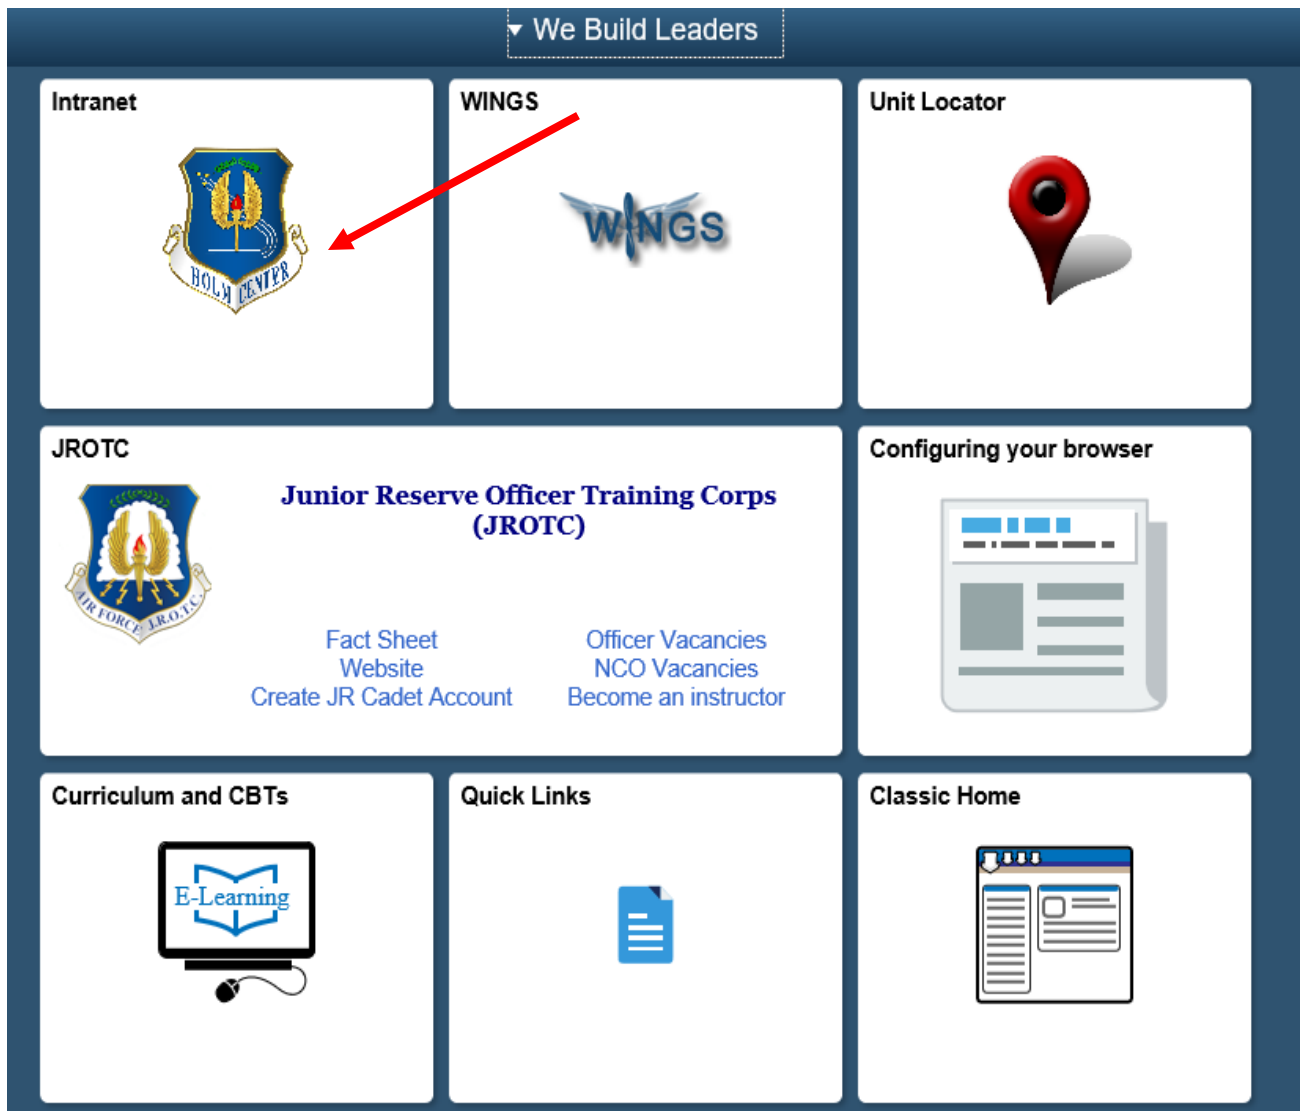 We Build Leaders
Intranet
WINGS
Unit Locator
HOLM CENTER
WINGS
JROTC
Configuring your browser
Junior Reserve Officer Training Corps
(JROTC)
AIR FORCE J.R.O.T.C.
Fact Sheet
Officer Vacancies
Website
NCO Vacancies
Create JR Cadet Account
Become an instructor
Curriculum and CBTs
Quick Links
Classic Home
E-Learning